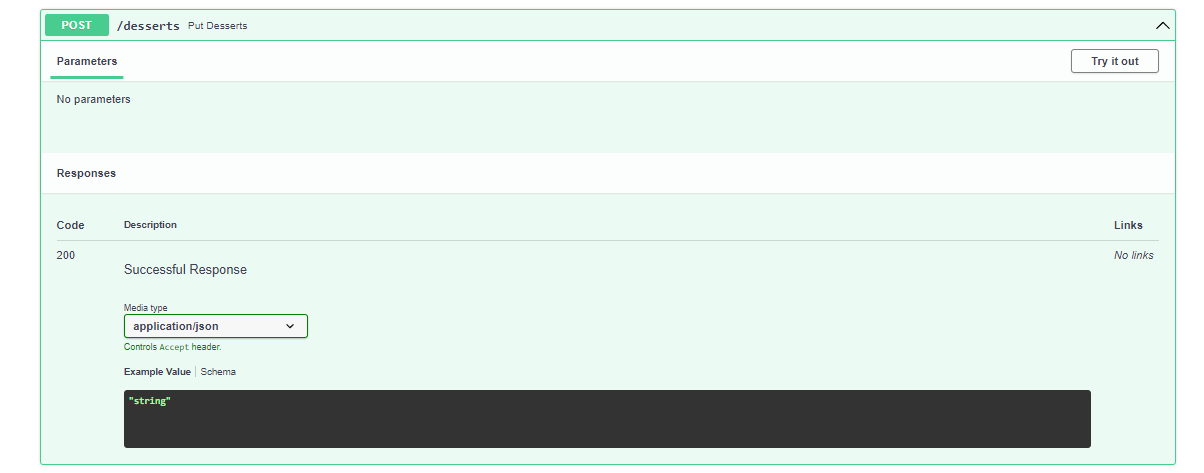 POST /desserts Put Desserts
Parameters Try it out
No parameters
Responses
Code Description Links
200 No links
Successful Response
Media type
application/json
Controls Accept header.
Example Value Schema
"string"